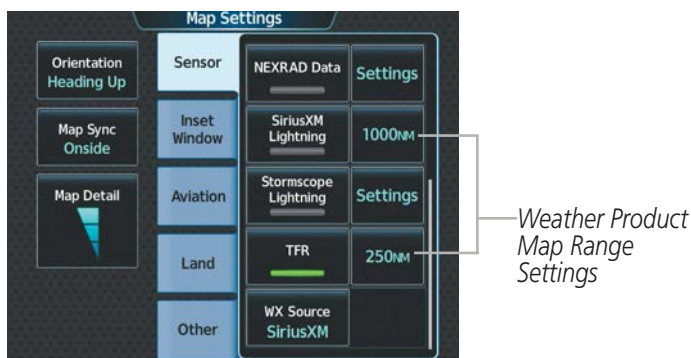 Map Settings
Orientation
Heading Up
Map Sync
Onside
Map Detail
Sensor
Inset
Window
Aviation
Land
Other
NEXRAD Data
Settings
SiriusXM
Lightning
1000NM
Stormscope
Lightning
Settings
TFR
250NM
WX Source
SiriusXM
Weather Product
Map Range
Settings